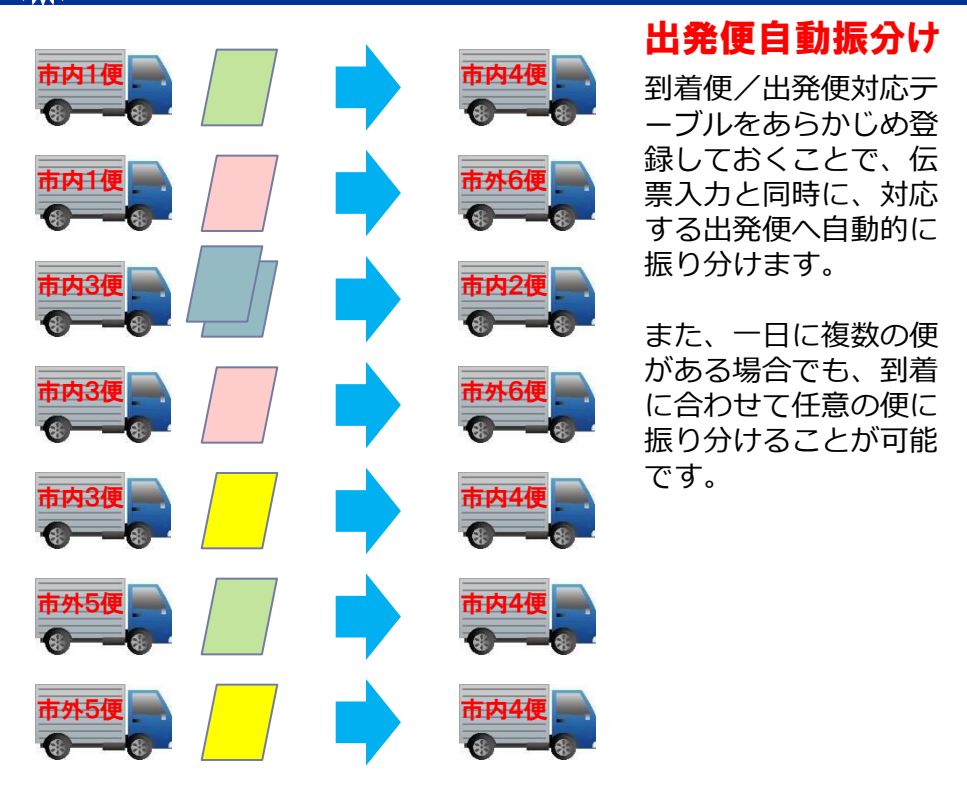 出発便自動振分け
到着便／出発便対応テ
ーブルをあらかじめ登
録しておくことで、伝
票入力と同時に、対応
する出発便へ自動的に
振り分けます。
また、一日に複数の便
がある場合でも、到着
に合わせて任意の便に
振り分けることが可能
です。
市内1便
市内4便
市内1便
市外6便
市内3便
市内2便
市内3便
市外6便
市内3便
市内4便
市外5便
市内4便
市外5便
市内4便